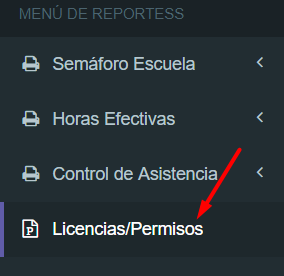 MENÚ DE REPORTESS
Semáforo Escuela
Horas Efectivas
Control de Asistencia
Licencias/Permisos